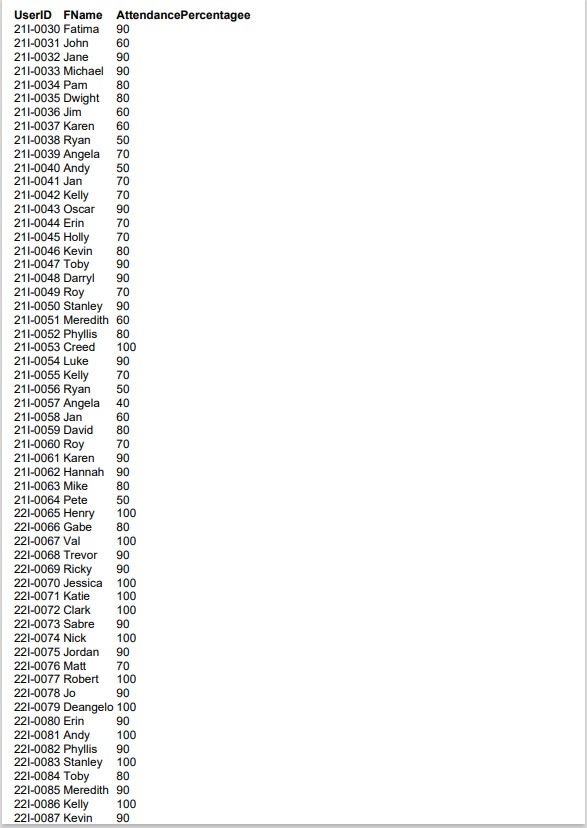 UserID FName AttendancePercentagee
21I-0030 Fatima 90
21I-0031 John 60
21I-0032 Jane 90
21I-0033 Michael 90
21I-0034 Pam 80
21I-0035 Dwight 80
21I-0036 Jim 60
21I-0037 Karen 60
21I-0038 Ryan 50
21I-0039 Angela 70
21I-0040 Andy 50
21I-0041 Jan 70
21I-0042 Kelly 70
21I-0043 Oscar 90
21I-0044 Erin 70
21I-0045 Holly 70
21I-0046 Kevin 80
21I-0047 Toby 90
21I-0048 Darryl 90
21I-0049 Roy 70
21I-0050 Stanley 90
21I-0051 Meredith 60
21I-0052 Phyllis 80
21I-0053 Creed 100
21I-0054 Luke 90
21I-0055 Kelly 70
21I-0056 Ryan 50
21I-0057 Angela 40
21I-0058 Jan 60
21I-0059 David 80
21I-0060 Roy 70
21I-0061 Karen 90
21I-0062 Hannah 90
21I-0063 Mike 80
21I-0064 Pete 50
22I-0065 Henry 100
22I-0066 Gabe 80
22I-0067 Val 100
22I-0068 Trevor 90
22I-0069 Ricky 90
22I-0070 Jessica 100
22I-0071 Katie 100
22I-0072 Clark 100
22I-0073 Sabre 90
22I-0074 Nick 100
22I-0075 Jordan 90
22I-0076 Matt 70
22I-0077 Robert 100
22I-0078 Jo 90
22I-0079 Deangelo 100
22I-0080 Erin 90
22I-0081 Andy 100
22I-0082 Phyllis 90
22I-0083 Stanley 100
22I-0084 Toby 80
22I-0085 Meredith 90
22I-0086 Kelly 100
22I-0087 Kevin 90